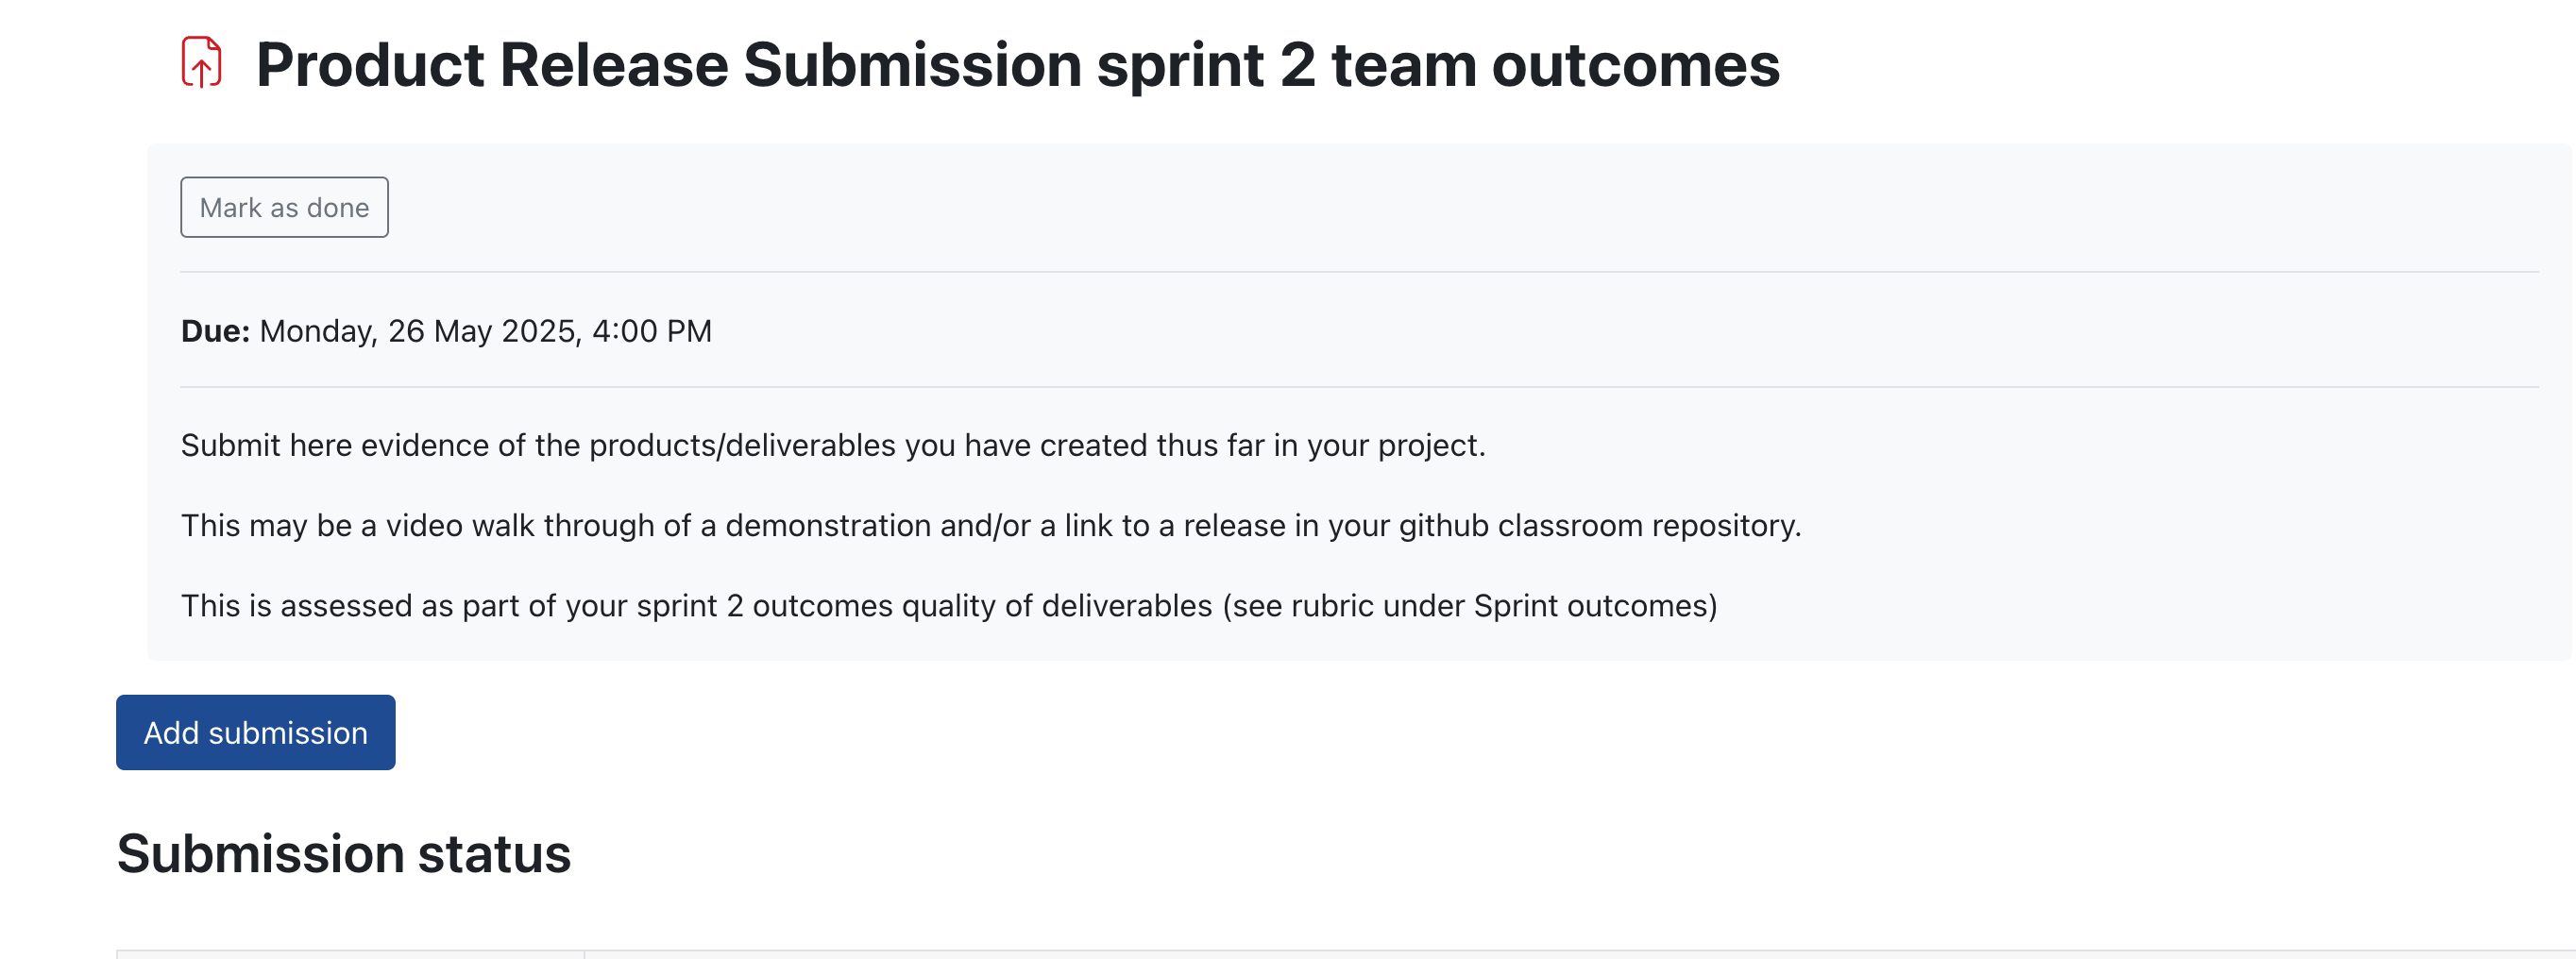 Product Release Submission sprint 2 team outcomes
Mark as done
Due: Monday, 26 May 2025, 4:00 PM
Submit here evidence of the products/deliverables you have created thus far in your project.
This may be a video walk through of a demonstration and/or a link to a release in your github classroom repository.
This is assessed as part of your sprint 2 outcomes quality of deliverables (see rubric under Sprint outcomes)
Add submission
Submission status